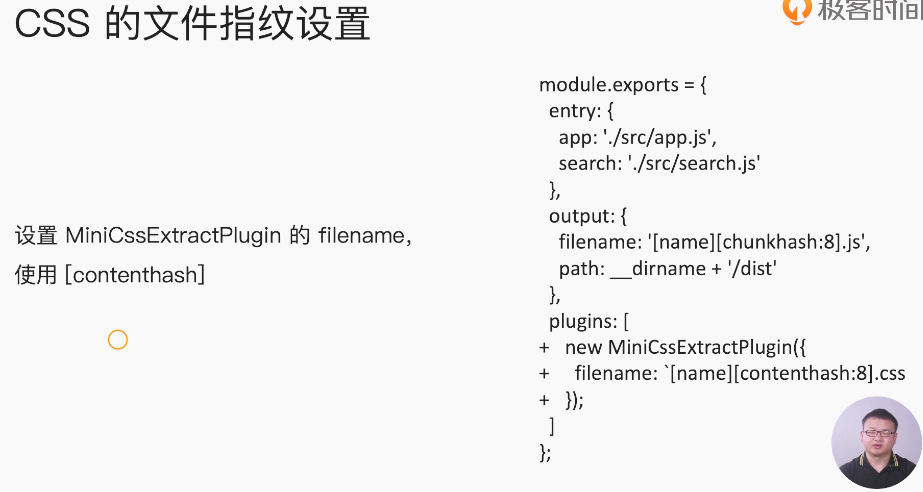 CSS 的文件指纹设置
极客时间
设置 MiniCssExtractPlugin 的 filename，
使用 [contenthash]
module.exports = {
entry: {
app: './src/app.js',
search: './src/search.js'
},
output: {
filename: '[name][chunkhash:8].js',
path: __dirname + '/dist'
},
plugins: [
+ new MiniCssExtractPlugin({
+ filename: `[name][contenthash:8].css
+ });
]
};